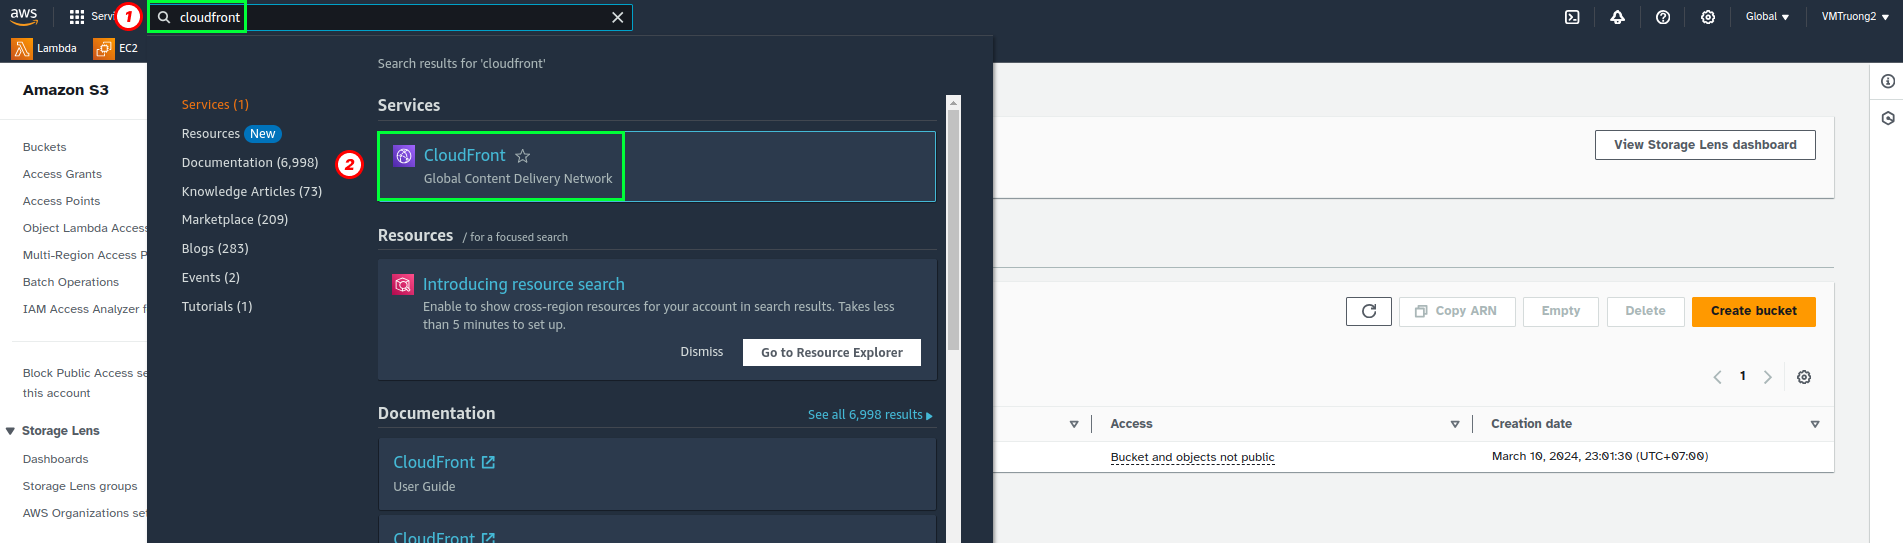 aws
Servi
1
cloudfront
Global
VMTruong2
Lambda
EC2
Amazon S3
Buckets
Access Grants
Access Points
Object Lambda Access
Multi-Region Access P
Batch Operations
IAM Access Analyzer f
Block Public Access se
this account
Storage Lens
Dashboards
Storage Lens groups
AWS Organizations set
Search results for 'cloudfront'
Services (1)
Resources New
Documentation (6,998)
Knowledge Articles (73)
Marketplace (209)
Blogs (283)
Events (2)
Tutorials (1)
Services
2
CloudFront
Global Content Delivery Network
Resources / for a focused search
Introducing resource search
Enable to show cross-region resources for your account in search results. Takes less
than 5 minutes to set up.
Dismiss
Go to Resource Explorer
Documentation
See all 6,998 results
CloudFront
User Guide
CloudFront
View Storage Lens dashboard
Copy ARN
Empty
Delete
Create bucket
1
Access
Creation date
Bucket and objects not public
March 10, 2024, 23:01:30 (UTC+07:00)